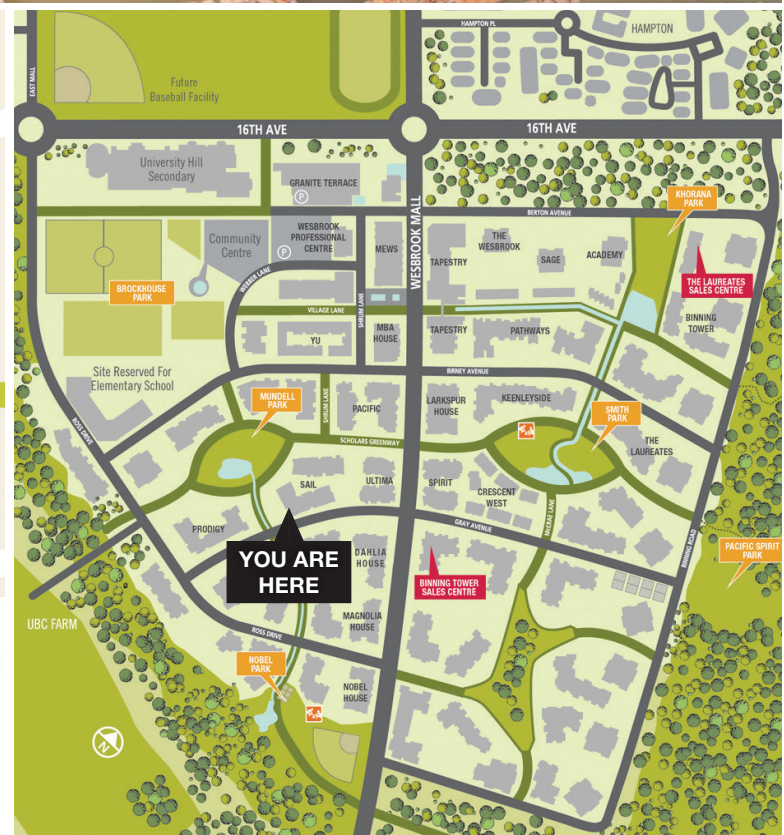 HAMPTON PL
HAMPTON
EAST MALL
Future
Baseball Facility
16TH AVE
16TH AVE
University Hill
Secondary
GRANITE TERRACE
P
KHORANA
PARK
WESBROOK MALL
BERTON AVENUE
WESBROOK
PROFESSIONAL
CENTRE
P
Community
Centre
MEWS
THE
WESBROOK
TAPESTRY
SAGE
ACADEMY
THE LAUREATES
SALES CENTRE
WEBBER LANE
BROCKHOUSE
PARK
SHRUM LANE
VILLAGE LANE
BINNING
TOWER
YU
MBA
HOUSE
TAPESTRY
PATHWAYS
Site Reserved For
Elementary School
BIRNEY AVENUE
MUNDELL
PARK
SHRUM LANE
PACIFIC
LARKSPUR
HOUSE
KEENLEYSIDE
SMITH
PARK
ROSS DRIVE
SCHOLARS GREENWAY
THE
LAUREATES
SAIL
ULTIMA
SPIRIT
CRESCENT
WEST
MCRAE LANE
PRODIGY
GRAY AVENUE
BINNING ROAD
YOU ARE
HERE
DAHLIA
HOUSE
BINNING TOWER
SALES CENTRE
PACIFIC SPIRIT
PARK
UBC FARM
MAGNOLIA
HOUSE
ROSS DRIVE
NOBEL
PARK
NOBEL
HOUSE
N